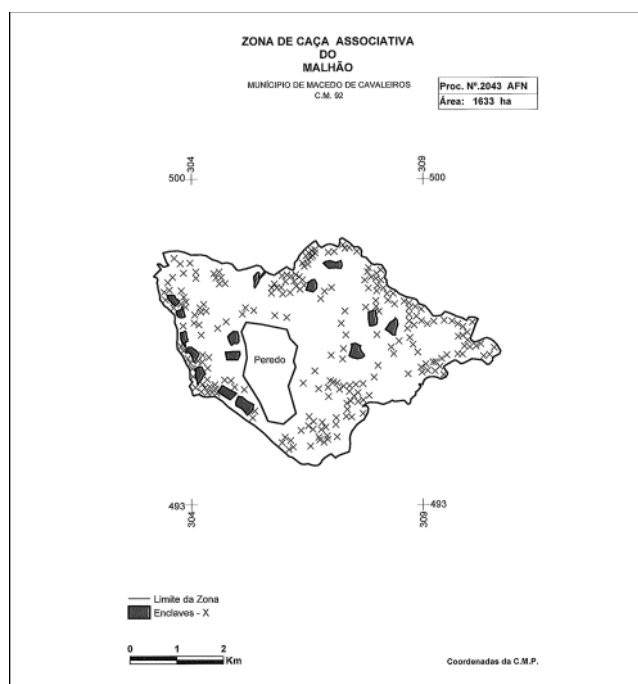 ZONA DE CAÇA ASSOCIATIVA
DO
MALHÃO
MUNÍCIPIO DE MACEDO DE CAVALEIROS
C.M. 92
Proc. Nº.2043 AFN
Área: 1633 ha
304
500
309
500
Peredo
493
304
493
309
Limite da Zona
Enclaves - X
0 1 2
Km
Coordenadas da C.M.P.